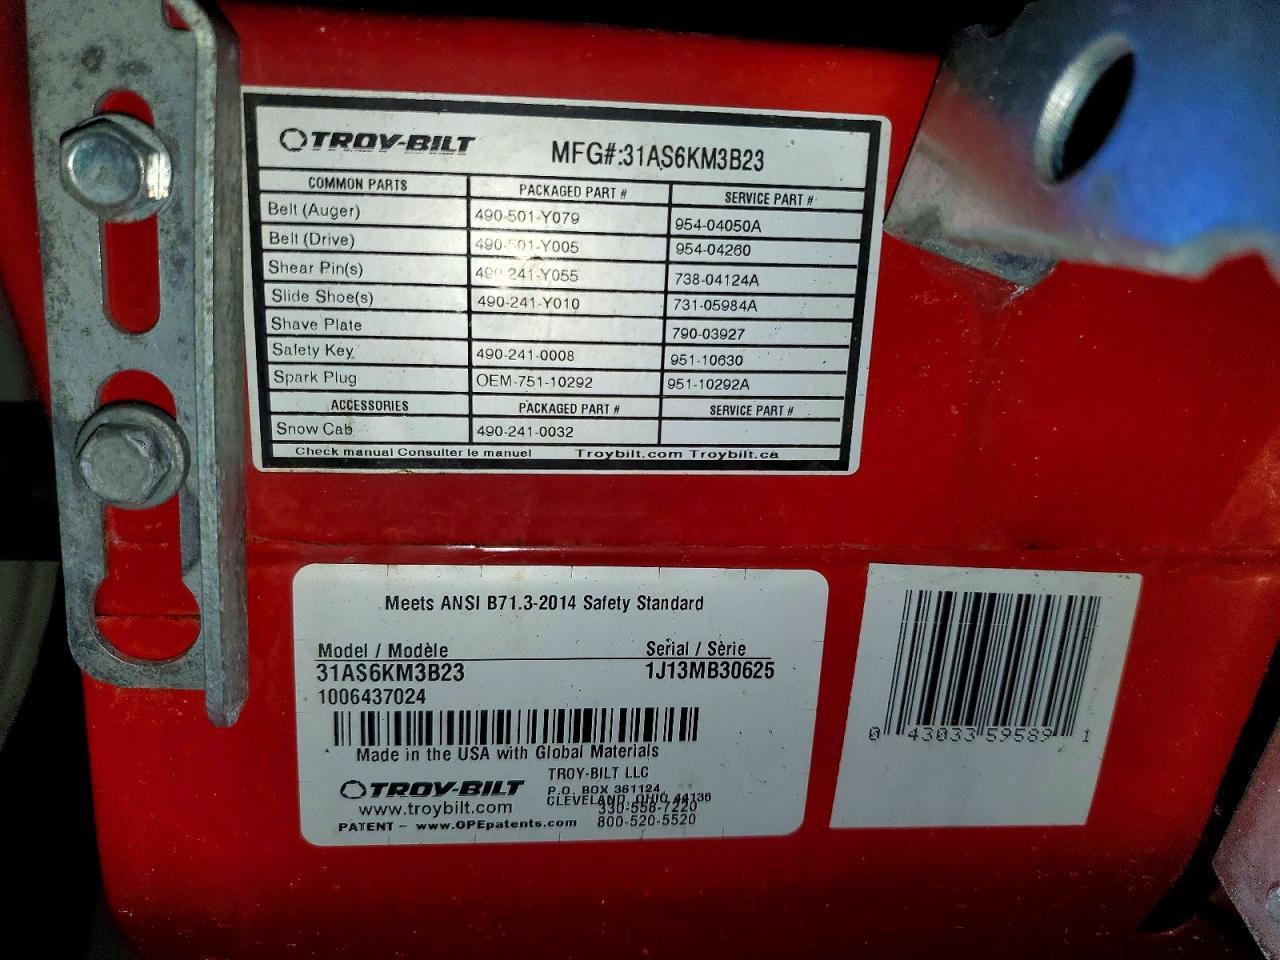 TROY-BILT MFG#:31AS6KM3B23
COMMON PARTS PACKAGED PART # SERVICE PART #
Belt (Auger) 490-501-Y079 954-04050A
Belt (Drive) 490-501-Y005 954-04260
Shear Pin(s) 490-241-Y055 738-04124A
Slide Shoe(s) 490-241-Y010 731-05984A
Shave Plate 790-03927
Safety Key 490-241-0008 951-10630
Spark Plug OEM-751-10292 951-10292A
ACCESSORIES PACKAGED PART # SERVICE PART #
Snow Cab 490-241-0032
Check manual Consulter le manuel Troybilt.com Troybilt.ca
Meets ANSI B71.3-2014 Safety Standard
Model / Modèle Serial / Sèrie
31AS6KM3B23 1J13MB30625
1006437024
Made in the USA with Global Materials
TROY-BILT
www.troybilt.com
PATENT - www.OPEpatents.com
TROY-BILT LLC
P.O. BOX 361124
CLEVELAND, OHIO 44136
330-558-7220
800-520-5520
0 43033 59589 1